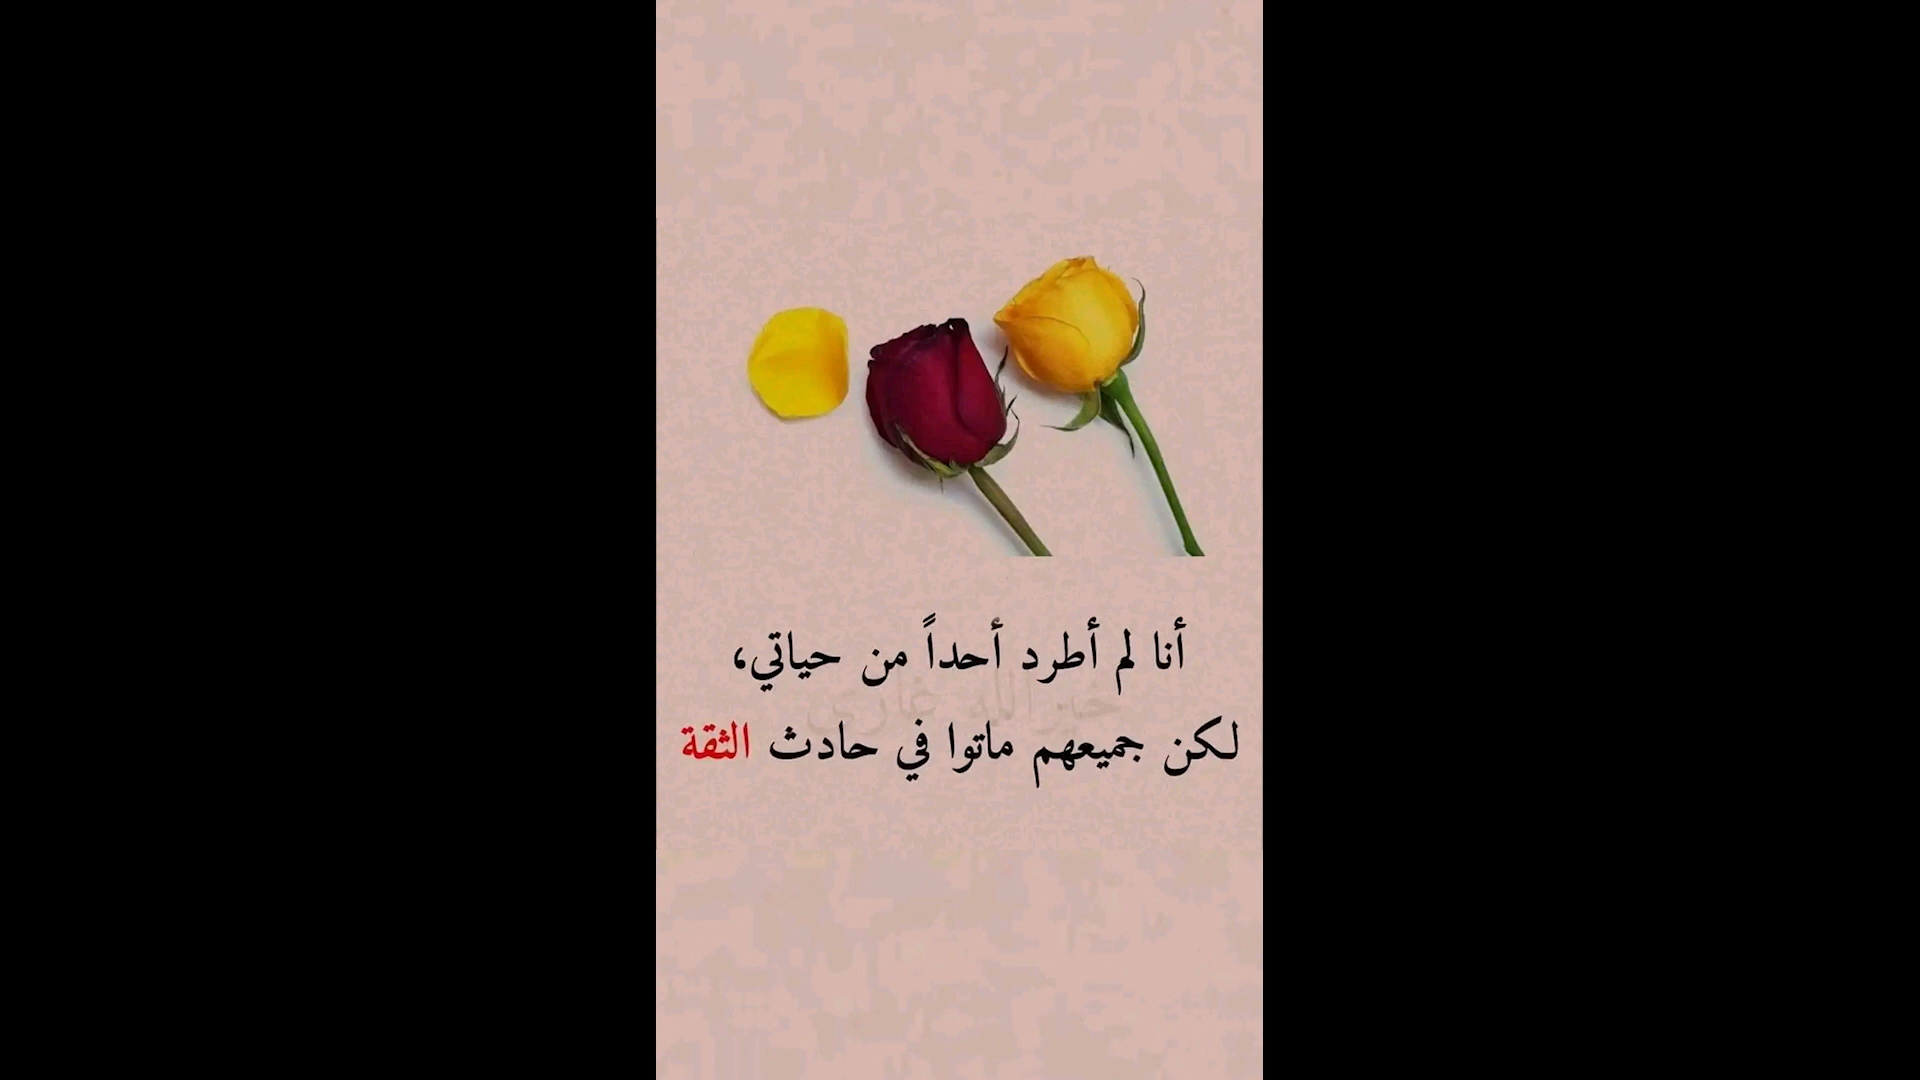 أنا لم أطرد أحداً من حياتي،
لكن جميعهم ماتوا في حادث الثقة